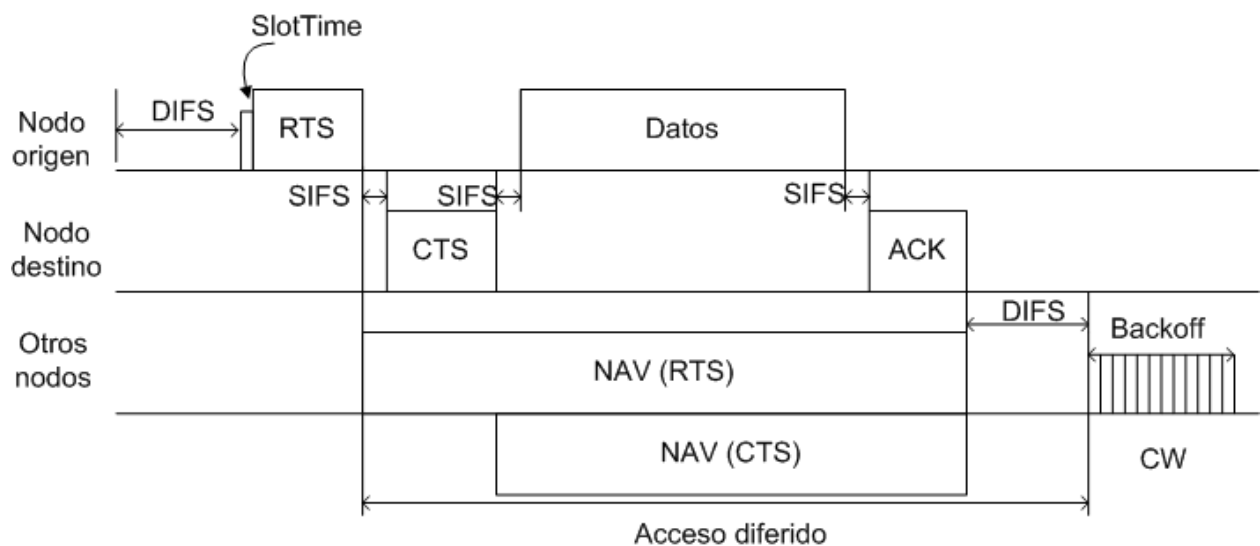 SlotTime
DIFS
Nodo
origen
RTS
Datos
SIFS
SIFS
SIFS
Nodo
destino
CTS
ACK
DIFS
Otros
nodos
Backoff
NAV (RTS)
NAV (CTS)
CW
Acceso diferido